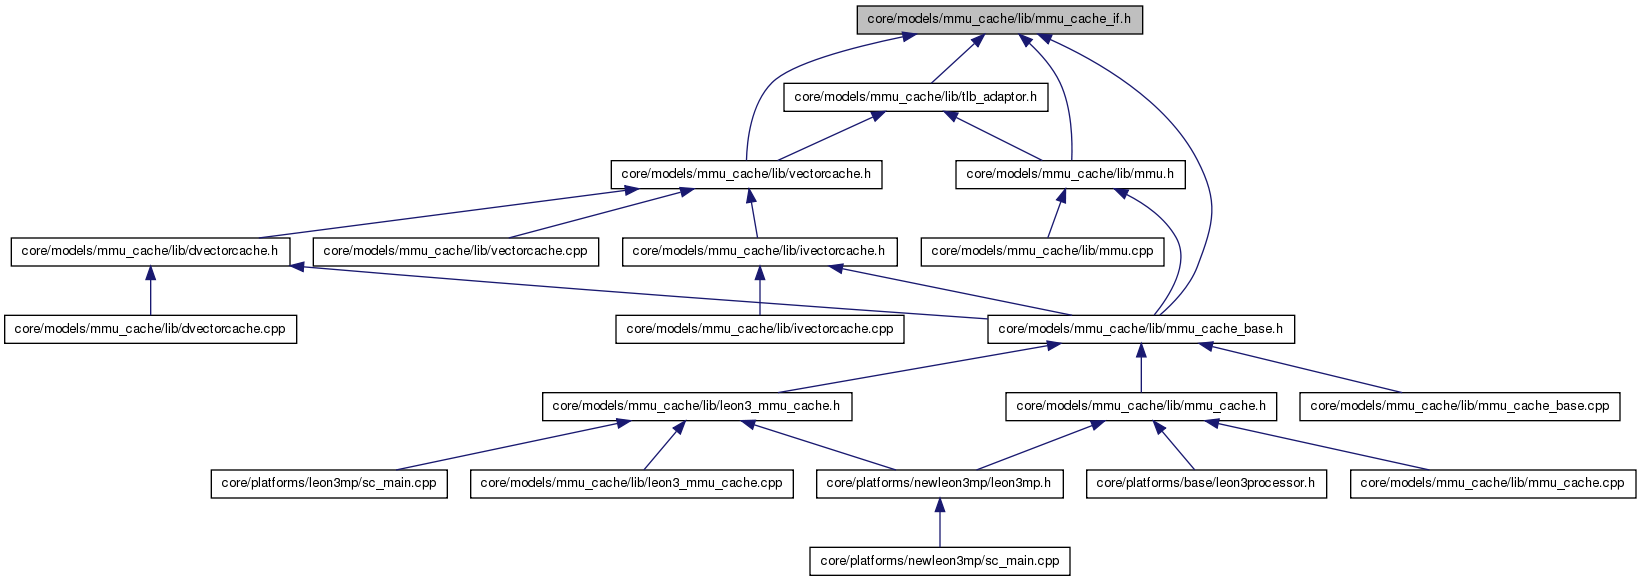 core/models/mmu_cache/lib/mmu_cache_if.h
core/models/mmu_cache/lib/tlb_adaptor.h
core/models/mmu_cache/lib/vectorcache.h
core/models/mmu_cache/lib/mmu.h
core/models/mmu_cache/lib/dvectorcache.h
core/models/mmu_cache/lib/vectorcache.cpp
core/models/mmu_cache/lib/ivectorcache.h
core/models/mmu_cache/lib/mmu.cpp
core/models/mmu_cache/lib/dvectorcache.cpp
core/models/mmu_cache/lib/ivectorcache.cpp
core/models/mmu_cache/lib/mmu_cache_base.h
core/models/mmu_cache/lib/leon3_mmu_cache.h
core/models/mmu_cache/lib/mmu_cache.h
core/models/mmu_cache/lib/mmu_cache_base.cpp
core/platforms/leon3mp/sc_main.cpp
core/models/mmu_cache/lib/leon3_mmu_cache.cpp
core/platforms/newleon3mp/leon3mp.h
core/platforms/base/leon3processor.h
core/models/mmu_cache/lib/mmu_cache.cpp
core/platforms/newleon3mp/sc_main.cpp